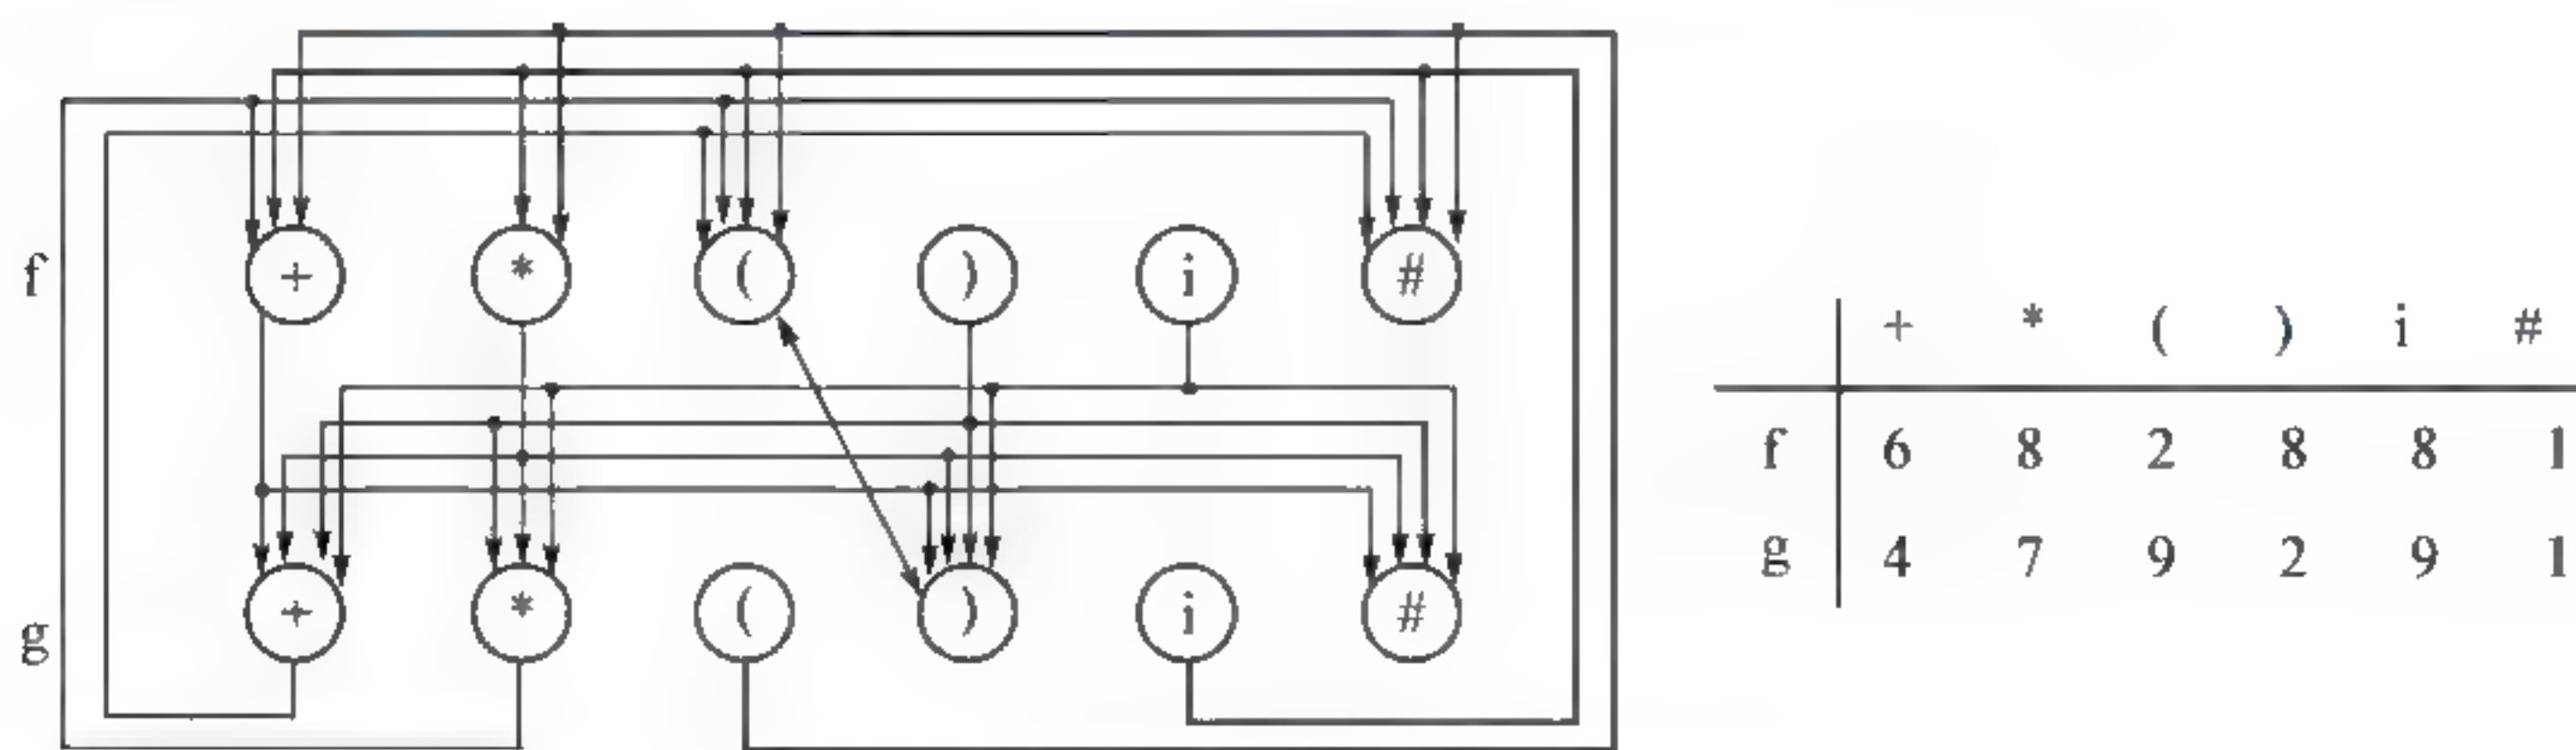 f + * ( ) i #
g + * ( ) i #
+ * ( ) i #
f 6 8 2 8 8 1
g 4 7 9 2 9 1